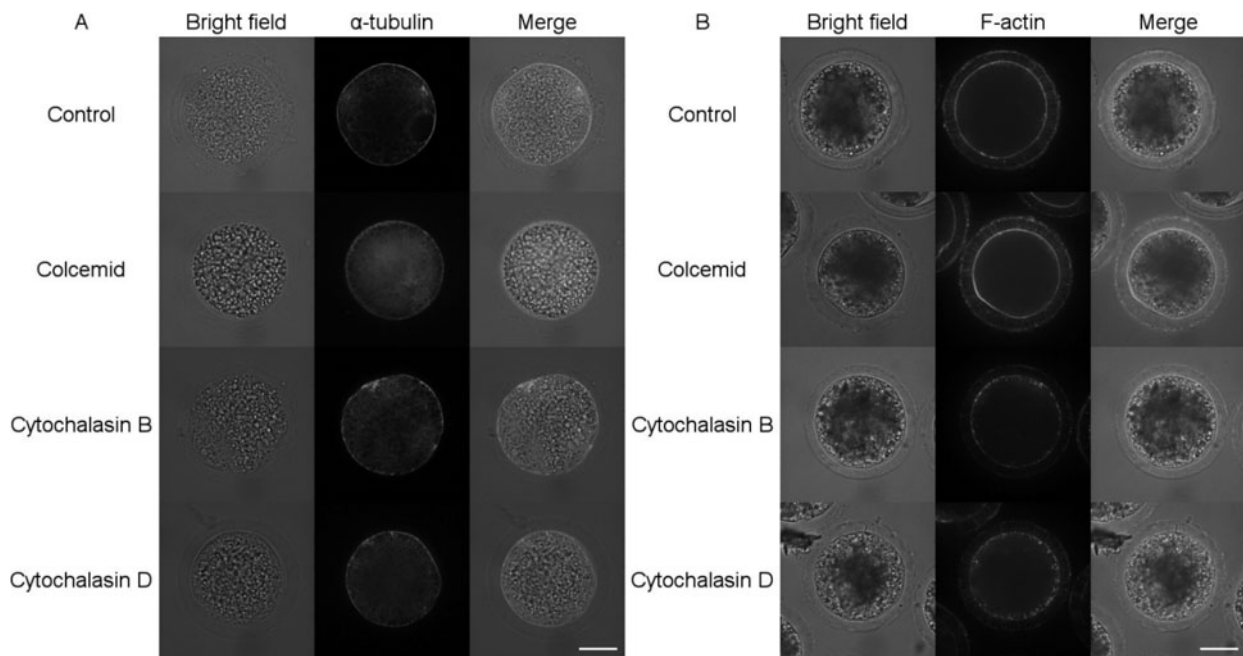 A Bright field α-tubulin Merge B Bright field F-actin Merge
Control Control
Colcemid Colcemid
Cytochalasin B Cytochalasin B
Cytochalasin D Cytochalasin D